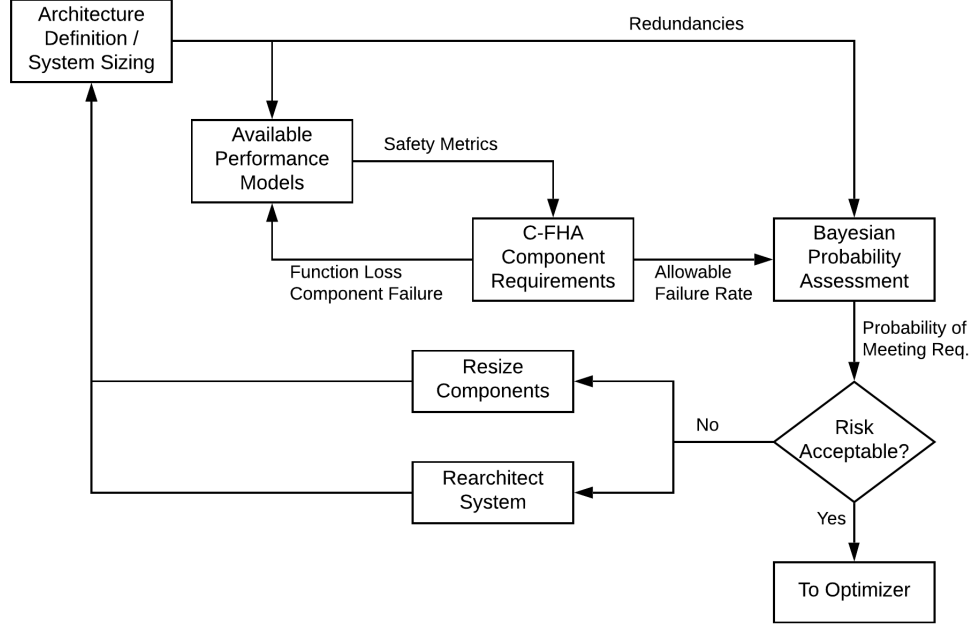 Architecture
Definition /
System Sizing
Redundancies
Available
Performance
Models
Safety Metrics
C-FHA
Component
Requirements
Bayesian
Probability
Assessment
Function Loss
Component Failure
Allowable
Failure Rate
Probability of
Meeting Req.
Resize
Components
No
Risk
Acceptable?
Rearchitect
System
Yes
To Optimizer